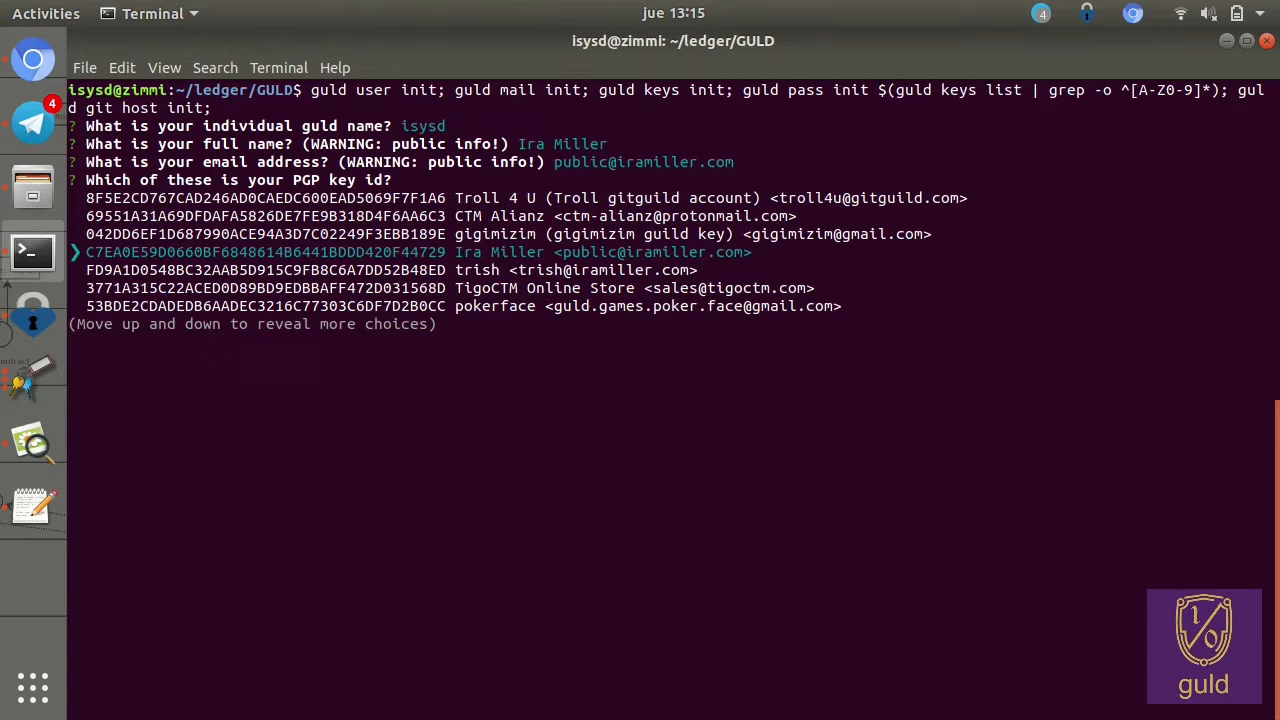 Activities Terminal jue 13:15 4
isysd@zimmi: ~/ledger/GULD
File Edit View Search Terminal Help
4
isysd@zimmi:~/ledger/GULD$ guld user init; guld mail init; guld keys init; guld pass init $(guld keys list | grep -o ^[A-Z0-9]*); gul
d git host init;
? What is your individual guld name? isysd
? What is your full name? (WARNING: public info!) Ira Miller
? What is your email address? (WARNING: public info!) public@iramiller.com
? Which of these is your PGP key id?
8F5E2CD767CAD246AD0CAEDC600EAD5069F7F1A6 Troll 4 U (Troll gitguild account) <troll4u@gitguild.com>
69551A31A69DFDAFA5826DE7FE9B318D4F6AA6C3 CTM Alianz <ctm-alianz@protonmail.com>
042DD6EF1D687990ACE94A3D7C02249F3EBB189E gigimizim (gigimizim guild key) <gigimizim@gmail.com>
❯ C7EA0E59D0660BF6848614B6441BDDD420F44729 Ira Miller <public@iramiller.com>
FD9A1D0548BC32AAB5D915C9FB8C6A7DD52B48ED trish <trish@iramiller.com>
3771A315C22ACED0D89BD9EDBBAFF472D031568D TigoCTM Online Store <sales@tigoctm.com>
53BDE2CDADEDB6AADEC3216C77303C6DF7D2B0CC pokerface <guld.games.poker.face@gmail.com>
(Move up and down to reveal more choices)
1/0
guld